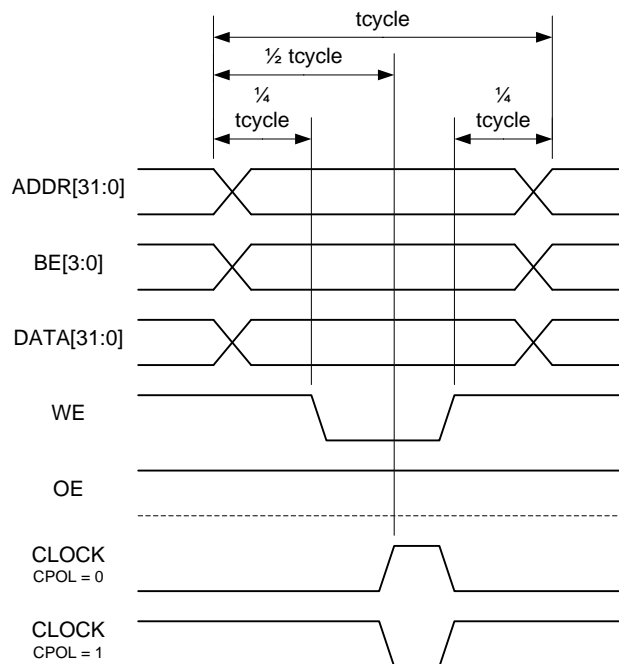 tcycle
½ tcycle
¼
tcycle
¼
tcycle
ADDR[31:0]
BE[3:0]
DATA[31:0]
WE
OE
CLOCK
CPOL = 0
CLOCK
CPOL = 1